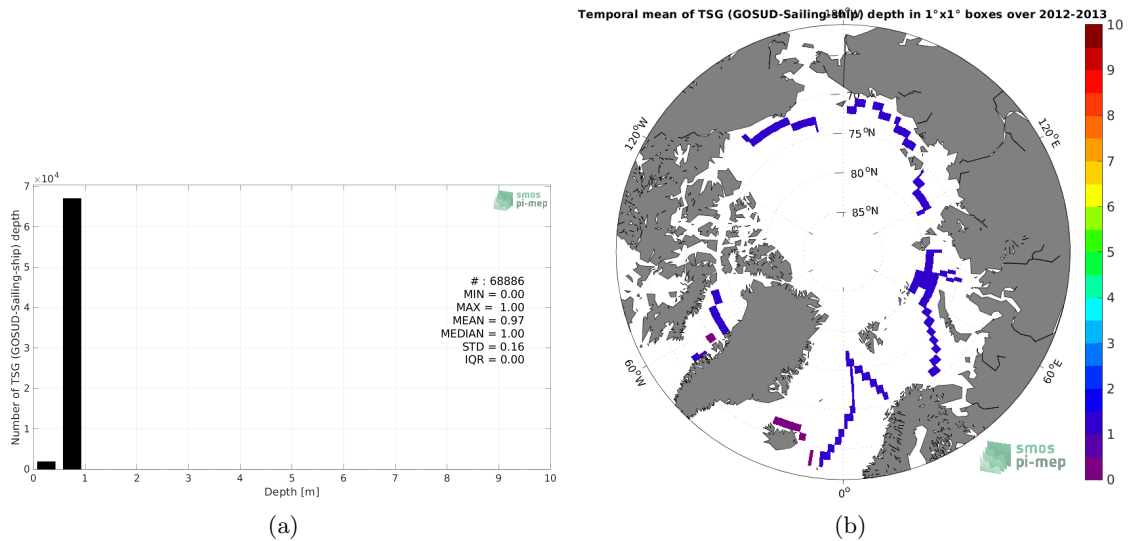 ×10⁴
7
6
5
4
3
2
1
0
Number of TSG (GOSUD-Sailing-ship) depth
smos
pi-mep
# : 68886
MIN = 0.00
MAX = 1.00
MEAN = 0.97
MEDIAN = 1.00
STD = 0.16
IQR = 0.00
0 1 2 3 4 5 6 7 8 9 10
Depth [m]
(a)
Temporal mean of TSG (GOSUD-Sailing-ship) depth in 1°x1° boxes over 2012-2013
180°W
120°W
120°E
75°N
80°N
85°N
60°W
60°E
0°
smos
pi-mep
10
9
8
7
6
5
4
3
2
1
0
(b)